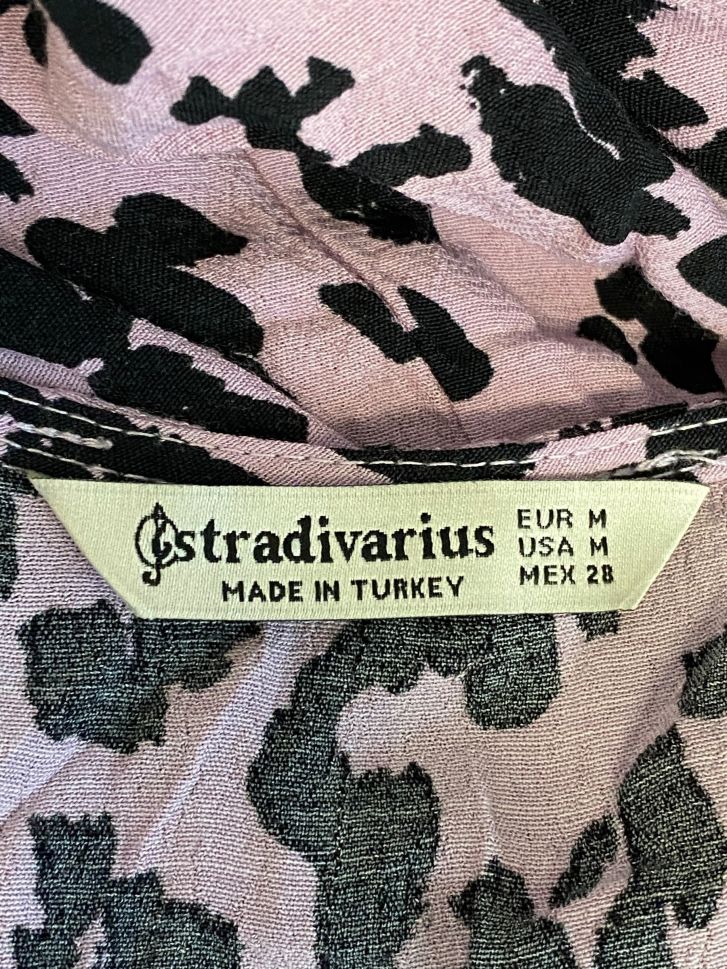 stradivarius
MADE IN TURKEY
EUR M
USA M
MEX 28